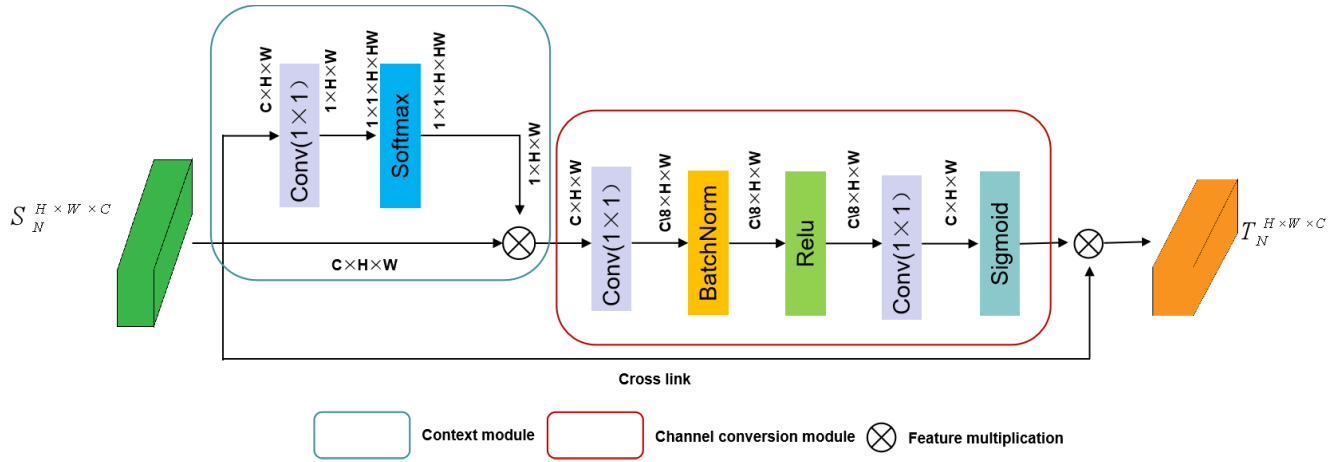 S_N^{H×W×C}
C×H×W
Conv(1×1)
1×H×W
1×1×H×HW
Softmax
1×1×H×HW
1×H×W
C×H×W
C×H×W
Conv(1×1)
C\8×H×W
BatchNorm
C\8×H×W
Relu
C\8×H×W
Conv(1×1)
C×H×W
Sigmoid
T_N^{H×W×C}
Cross link
Context module
Channel conversion module
Feature multiplication